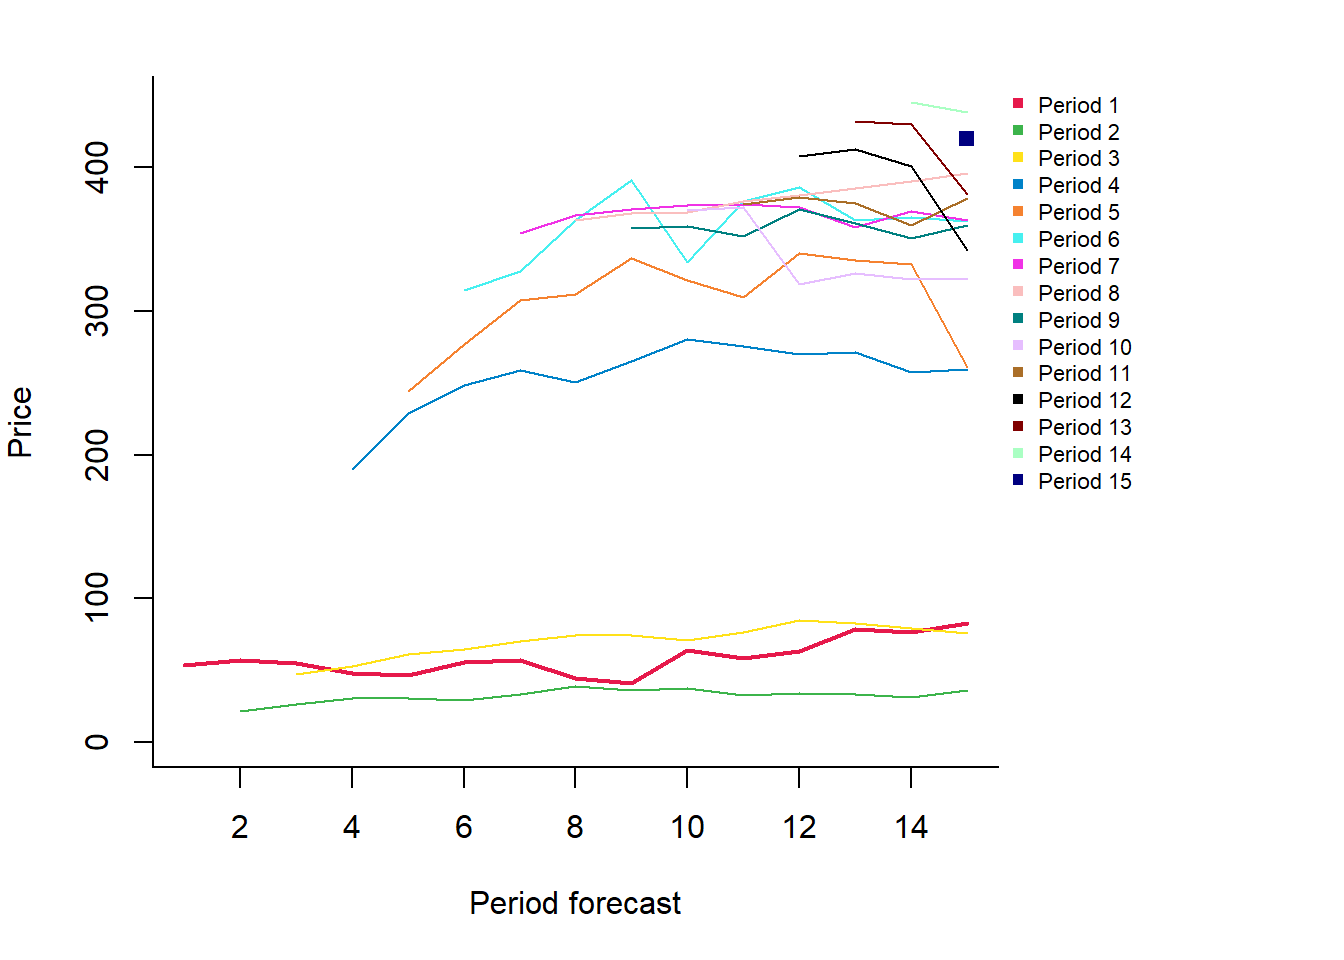 Price
400
300
200
100
0
2 4 6 8 10 12 14
Period forecast
Period 1
Period 2
Period 3
Period 4
Period 5
Period 6
Period 7
Period 8
Period 9
Period 10
Period 11
Period 12
Period 13
Period 14
Period 15